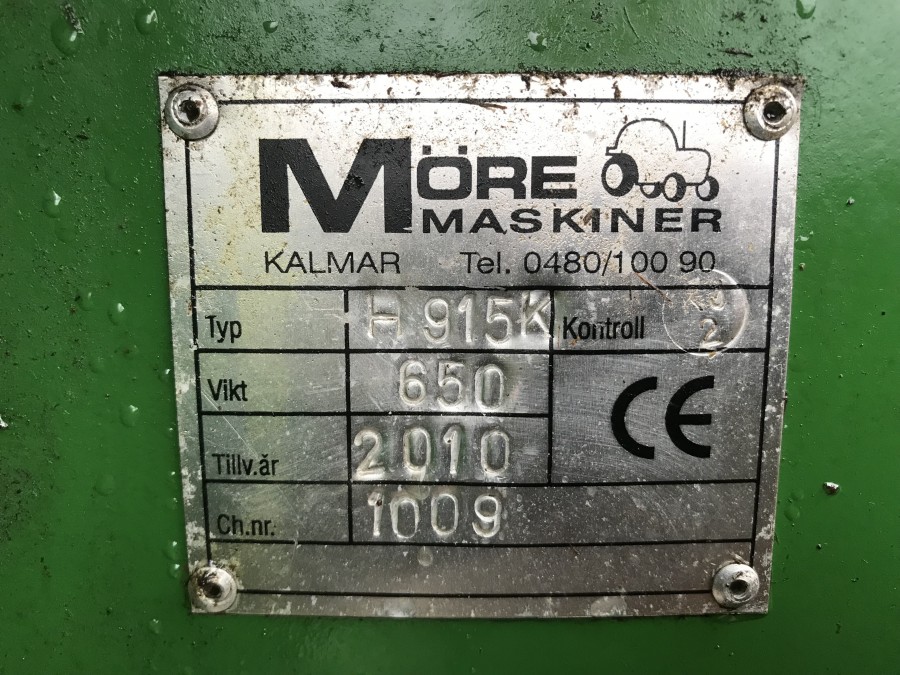 MÖRE
MASKINER
KALMAR Tel. 0480/100 90
Typ H 915K Kontroll 2
Vikt 650 CE
Tillv.år 2010
Ch.nr. 1009